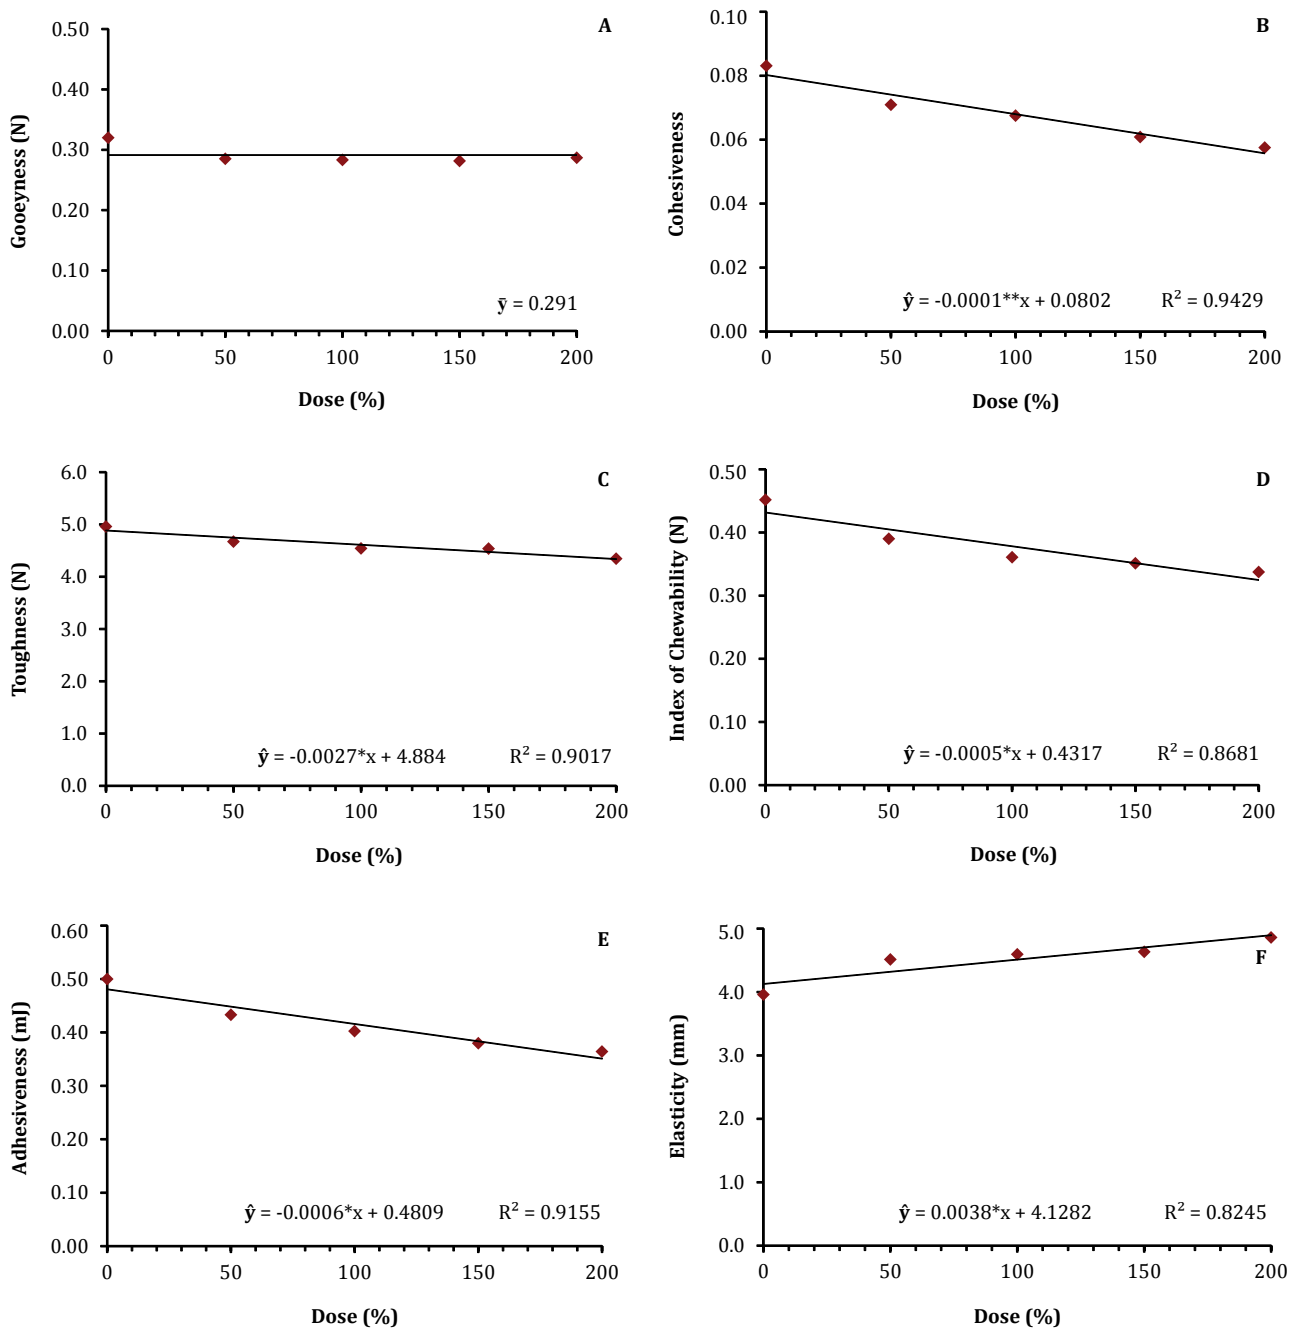 A
Gooeyness (N)
0.50
0.40
0.30
0.20
0.10
0.00
ȳ = 0.291
0 50 100 150 200
Dose (%)
B
Cohesiveness
0.10
0.08
0.06
0.04
0.02
0.00
ŷ = -0.0001**x + 0.0802 R² = 0.9429
0 50 100 150 200
Dose (%)
C
Toughness (N)
6.0
5.0
4.0
3.0
2.0
1.0
0.0
ŷ = -0.0027*x + 4.884 R² = 0.9017
0 50 100 150 200
Dose (%)
D
Index of Chewability (N)
0.50
0.40
0.30
0.20
0.10
0.00
ŷ = -0.0005*x + 0.4317 R² = 0.8681
0 50 100 150 200
Dose (%)
E
Adhesiveness (mJ)
0.60
0.50
0.40
0.30
0.20
0.10
0.00
ŷ = -0.0006*x + 0.4809 R² = 0.9155
0 50 100 150 200
Dose (%)
F
Elasticity (mm)
5.0
4.0
3.0
2.0
1.0
0.0
ŷ = 0.0038*x + 4.1282 R² = 0.8245
0 50 100 150 200
Dose (%)